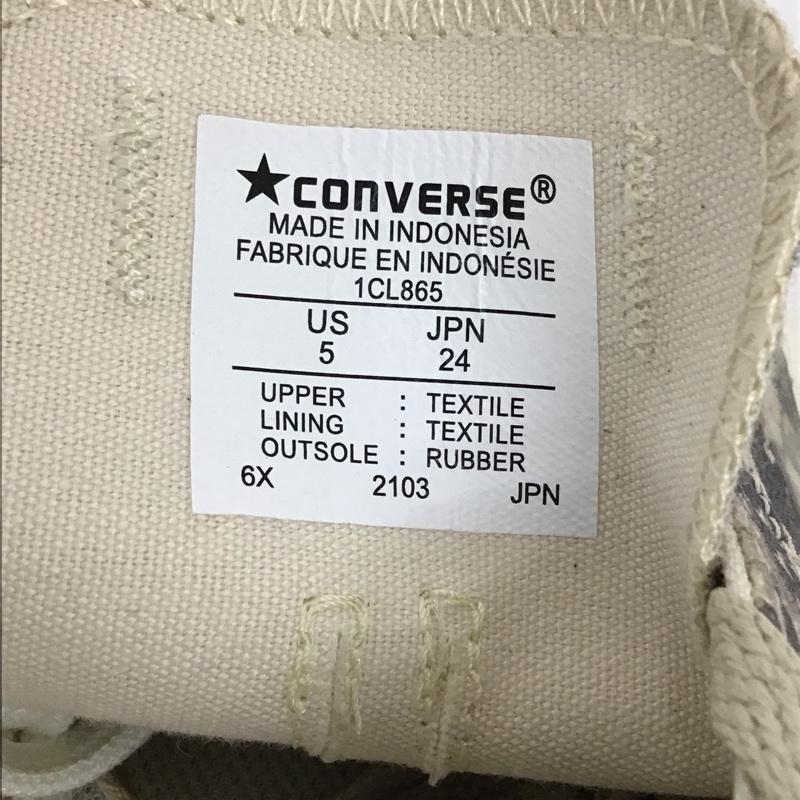 ★CONVERSE®
MADE IN INDONESIA
FABRIQUE EN INDONÉSIE
1CL865
US JPN
5 24
UPPER : TEXTILE
LINING : TEXTILE
OUTSOLE : RUBBER
6X 2103 JPN